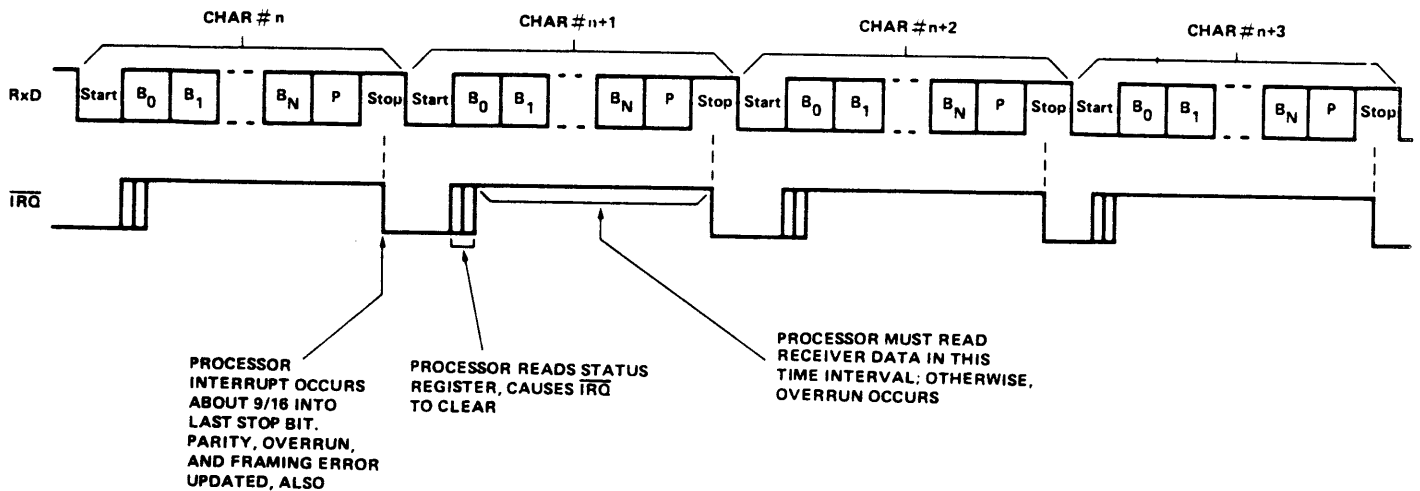 CHAR # n
CHAR # n+1
CHAR # n+2
CHAR # n+3
RxD Start B0 B1 BN P Stop Start B0 B1 BN P Stop Start B0 B1 BN P Stop Start B0 B1 BN P Stop
IRQ
PROCESSOR
INTERRUPT OCCURS
ABOUT 9/16 INTO
LAST STOP BIT.
PARITY, OVERRUN,
AND FRAMING ERROR
UPDATED, ALSO
PROCESSOR READS STATUS
REGISTER, CAUSES IRQ
TO CLEAR
PROCESSOR MUST READ
RECEIVER DATA IN THIS
TIME INTERVAL; OTHERWISE,
OVERRUN OCCURS